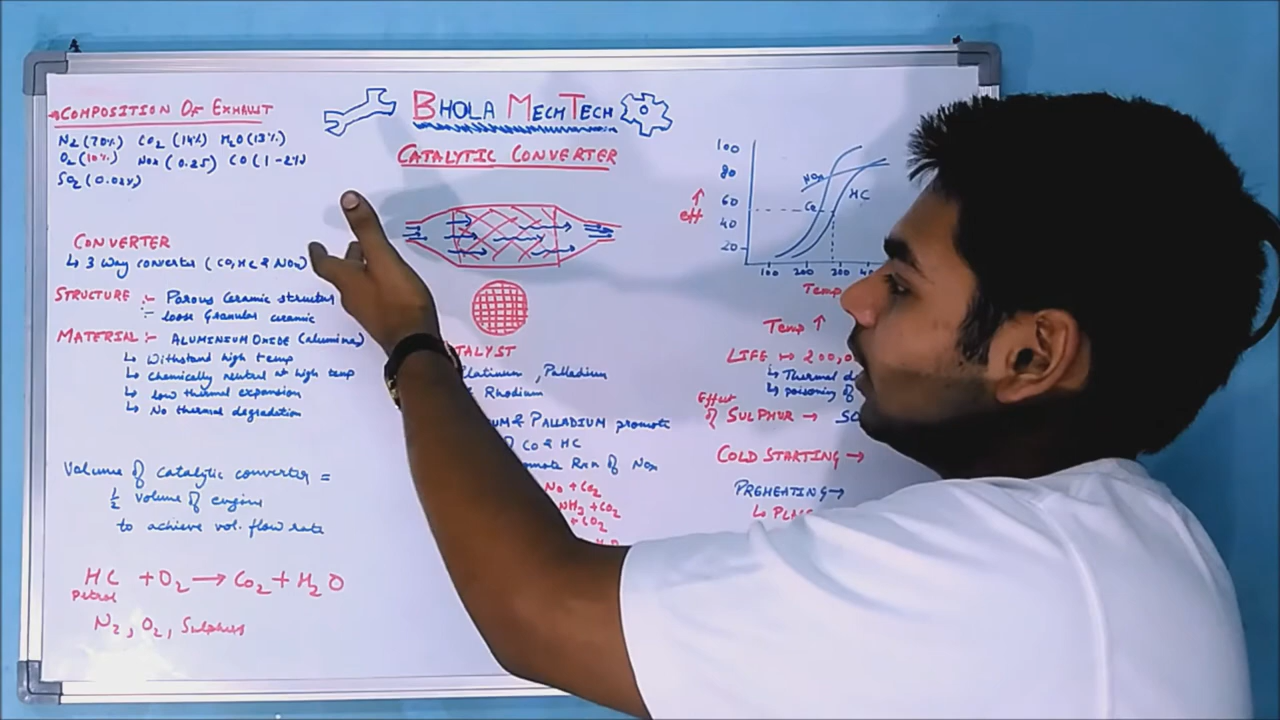 BHOLA MECHTECH
CATALYTIC CONVERTER
→COMPOSITION OF EXHAUST
N2 (70%) CO2 (14%) H2O (13%)
O2 (10%) NOx (0.25) CO (1-2%)
SO2 (0.02%)
CONVERTER
↳ 3 Way converter (CO, HC & NOx)
STRUCTURE :- Porous Ceramic structur
:- loose Granular ceramic
MATERIAL :- ALUMINIUM OXIDE (alumina)
↳ Withstand high temp
↳ chemically neutral at high temp
↳ low thermal expansion
↳ No thermal degradation
Volume of catalytic converter =
1/2 volume of engine
to achieve vol. flow rate
HC + O2 → CO2 + H2O
Petrol
N2, O2, Sulphur
TALYST
Platinum, Palladium
& Rhodium
UM & PALLADIUM promote
of CO & HC
mote Rxn of NOx
NO + CO2
NH3 + CO2
+ CO2
100
80
60
40
20
↑
eff
NOx
CO
HC
100 200 300 40
Temp
Temp ↑
LIFE → 200,0
↳ Thermal d
↳ poisoning of
Effect
of SULPHUR → SO
COLD STARTING →
PREHEATING →
↳ PLAC